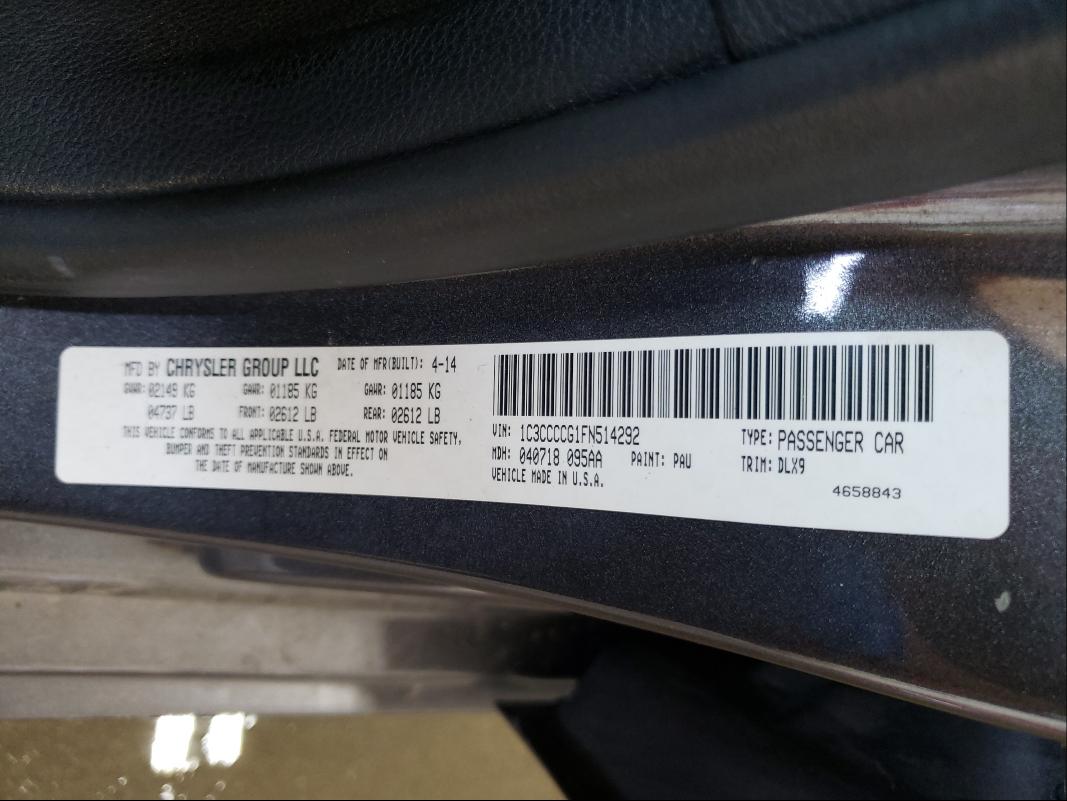 MFD BY CHRYSLER GROUP LLC DATE OF MFR(BUILT): 4-14
GVWR: 02149 KG GAWR: 01185 KG GAWR: 01185 KG
04737 LB FRONT: 02612 LB REAR: 02612 LB
THIS VEHICLE CONFORMS TO ALL APPLICABLE U.S.A. FEDERAL MOTOR VEHICLE SAFETY,
BUMPER AND THEFT PREVENTION STANDARDS IN EFFECT ON
THE DATE OF MANUFACTURE SHOWN ABOVE.
VIN: 1C3CCCCG1FN514292 TYPE: PASSENGER CAR
MDH: 040718 095AA PAINT: PAU TRIM: DLX9
VEHICLE MADE IN U.S.A.
4658843